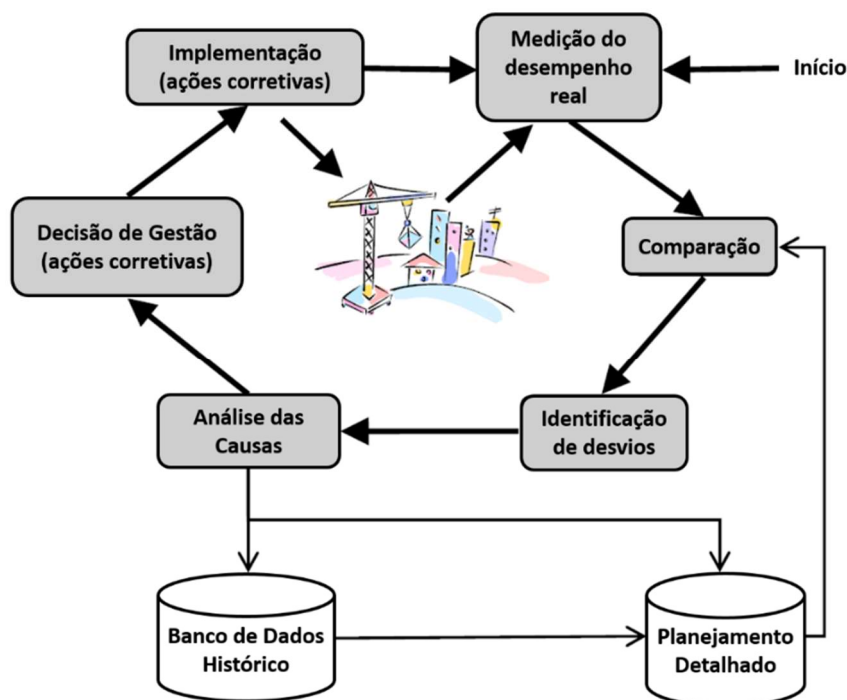 Implementação
(ações corretivas)
Medição do
desempenho
real
Início
Decisão de Gestão
(ações corretivas)
Comparação
Análise das
Causas
Identificação
de desvios
Banco de Dados
Histórico
Planejamento
Detalhado